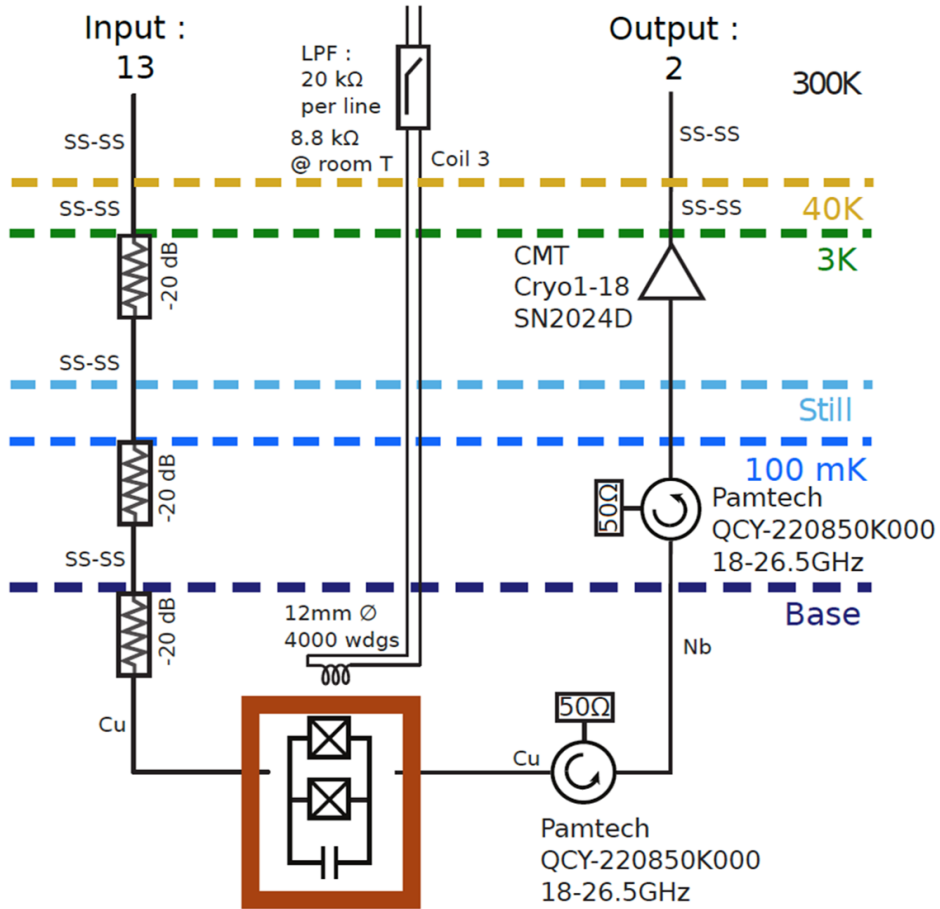 Input :
13
LPF :
20 kΩ
per line
8.8 kΩ
@ room T
Coil 3
Output :
2
300K
SS-SS
SS-SS
SS-SS
SS-SS
40K
3K
-20 dB
CMT
Cryo1-18
SN2024D
SS-SS
Still
100 mK
-20 dB
50Ω
Pamtech
QCY-220850K000
18-26.5GHz
SS-SS
Base
-20 dB
12mm ∅
4000 wdgs
Nb
Cu
50Ω
Cu
Pamtech
QCY-220850K000
18-26.5GHz